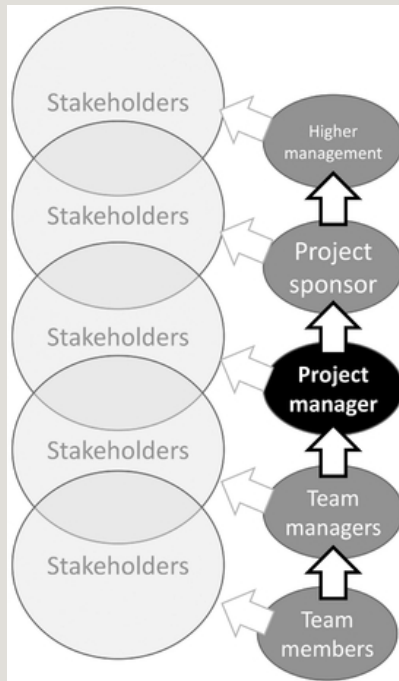 Stakeholders
Higher
management
Stakeholders
Project
sponsor
Stakeholders
Project
manager
Stakeholders
Team
managers
Stakeholders
Team
members